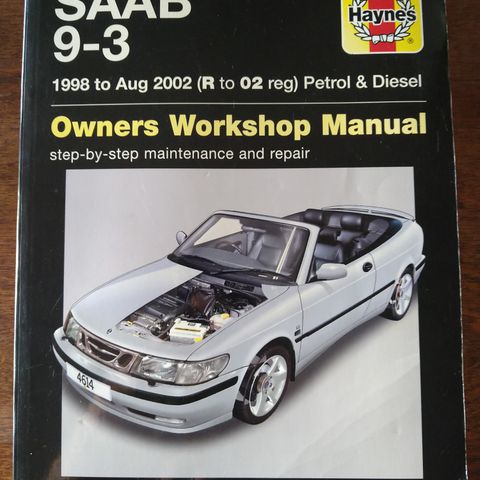 SAAB
Haynes
9-3
1998 to Aug 2002 (R to 02 reg) Petrol & Diesel
Owners Workshop Manual
step-by-step maintenance and repair
4614